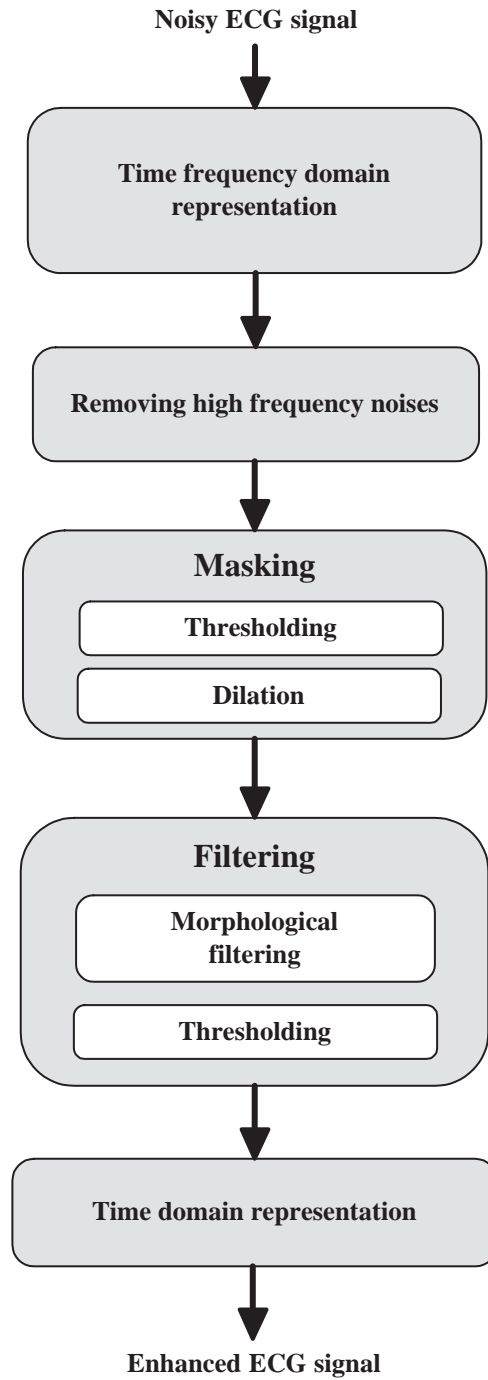 Noisy ECG signal
Time frequency domain
representation
Removing high frequency noises
Masking
Thresholding
Dilation
Filtering
Morphological
filtering
Thresholding
Time domain representation
Enhanced ECG signal